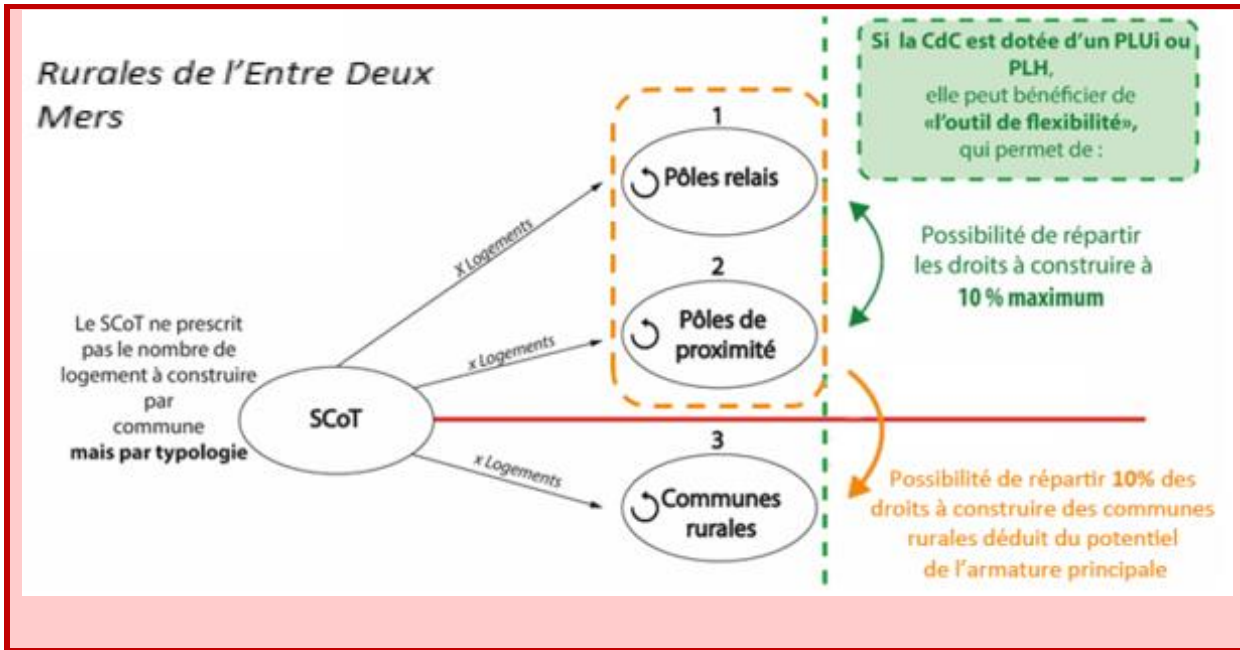 Rurales de l'Entre Deux
Mers
Le SCoT ne prescrit
pas le nombre de
logement à construire
par
commune
mais par typologie
SCoT
X Logements
x Logements
x Logements
1
Pôles relais
2
Pôles de
proximité
3
Communes
rurales
Si la CdC est dotée d'un PLUi ou
PLH,
elle peut bénéficier de
«l'outil de flexibilité»,
qui permet de :
Possibilité de répartir
les droits à construire à
10 % maximum
Possibilité de répartir 10% des
droits à construire des communes
rurales déduit du potentiel
de l'armature principale